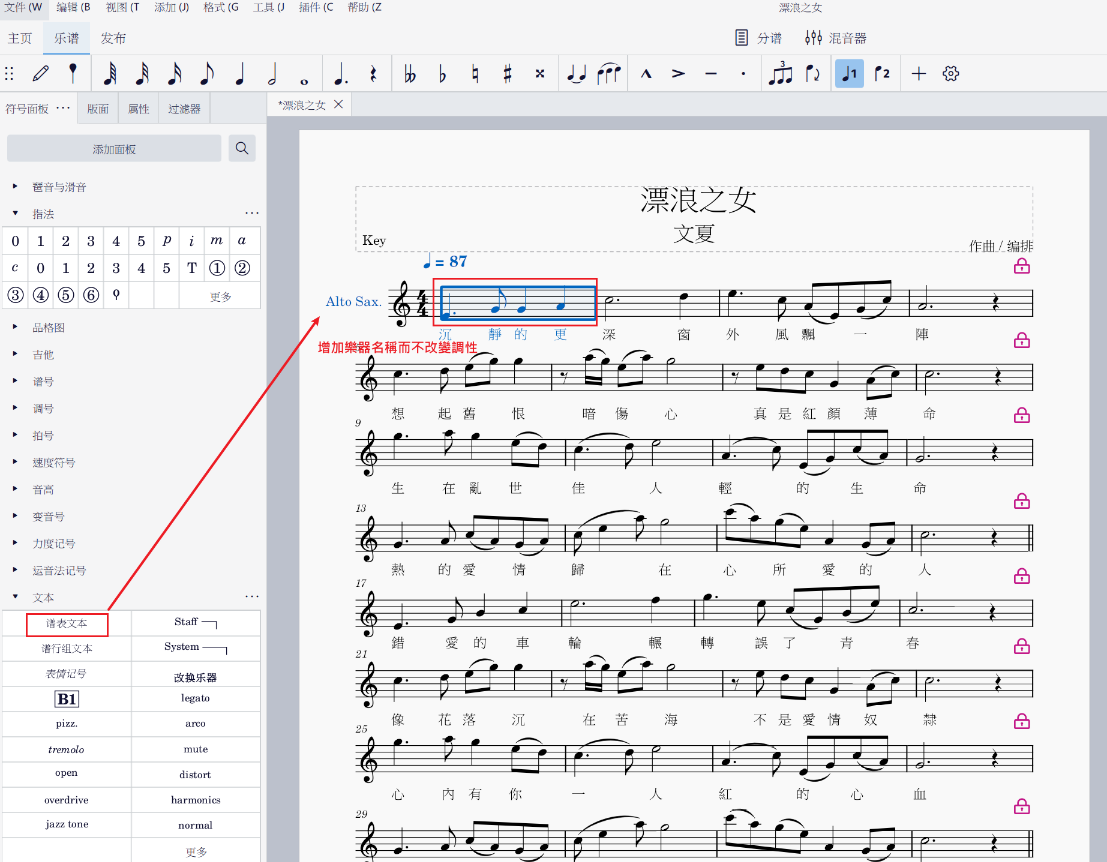 文件 (W 编辑 (B 视图 (T 添加 (J) 格式 (G 工具 (J 插件 (C 帮助 (Z 漂浪之女
主页 乐谱 发布 分谱 混音器
3 1 2
符号面板 ··· 版面 属性 过滤器 *漂浪之女
添加面板
琶音与滑音
指法 ···
0 1 2 3 4 5 p i m a
c 0 1 2 3 4 5 T ① ②
③ ④ ⑤ ⑥ 更多
品格图
吉他
谱号
调号
拍号
速度符号
音高
变音号
力度记号
运音法记号
文本 ···
谱表文本 Staff
谱行组文本 System
表情记号 改换乐器
B1 legato
pizz. arco
tremolo mute
open distort
overdrive harmonics
jazz tone normal
更多
漂浪之女
文夏
Key 作曲 / 编排
= 87
Alto Sax. 4 4
沉 靜 的 更 深 窗 外 風 飄 一 陣
增加樂器名稱而不改變調性
想 起 舊 恨 暗 傷 心 真 是 紅 顏 薄 命
9
生 在 亂 世 佳 人 輕 的 生 命
13
熱 的 愛 情 歸 在 心 所 愛 的 人
17
錯 愛 的 車 輪 輾 轉 誤 了 青 春
21
像 花 落 沉 在 苦 海 不 是 愛 情 奴 隸
25
心 內 有 你 一 人 紅 的 心 血
29